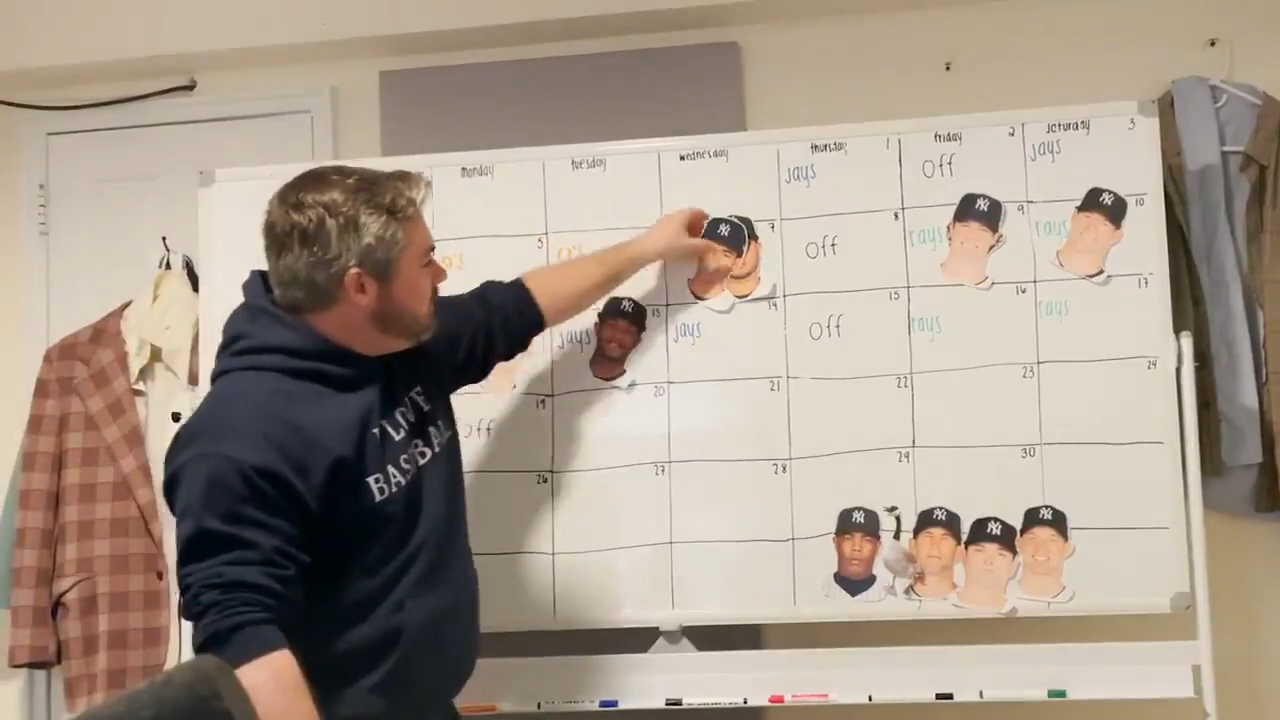 monday tuesday wednesday thursday 1 friday 2 saturday 3
Jays Off Jays
5 O's 7 8 Off 9 rays 10 rays
13 Jays 14 Jays 15 Off 16 rays 17 rays
19 Off 20 21 22 23 24
26 27 28 29 30
I LOVE
BASEBALL